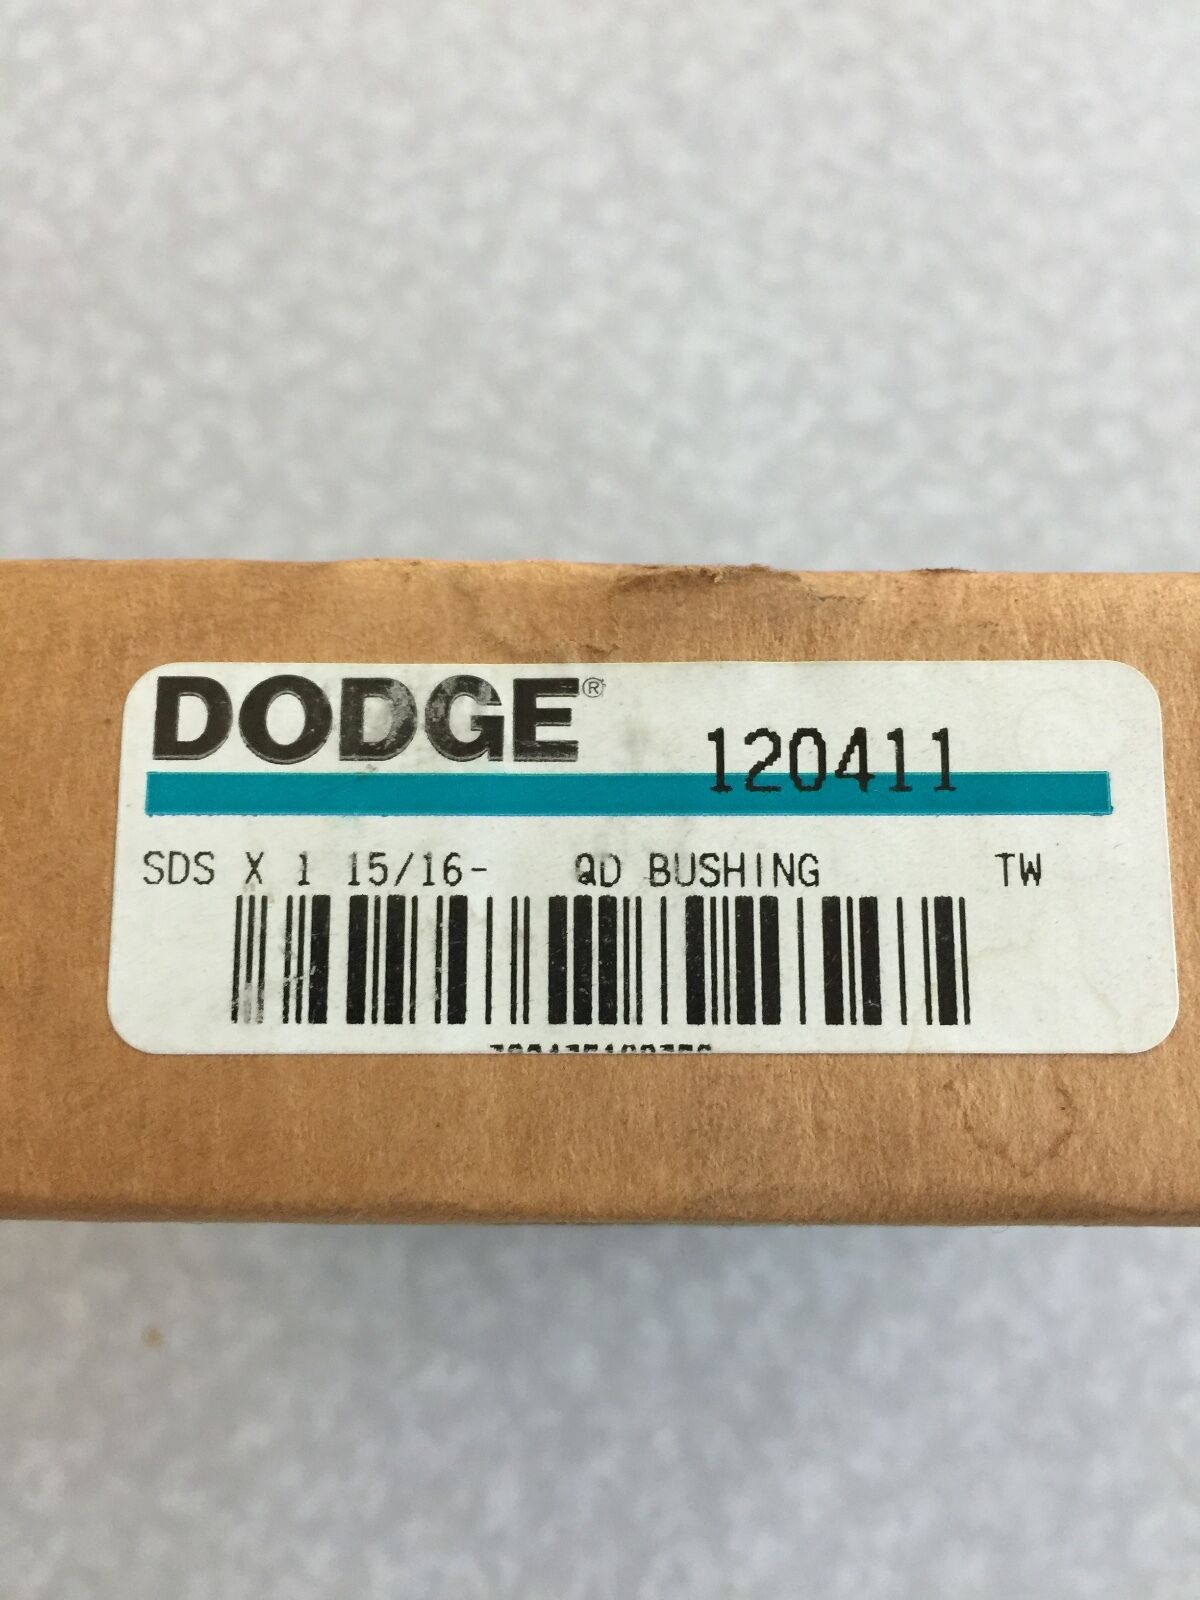 DODGE®
120411
SDS X 1 15/16- QD BUSHING TW